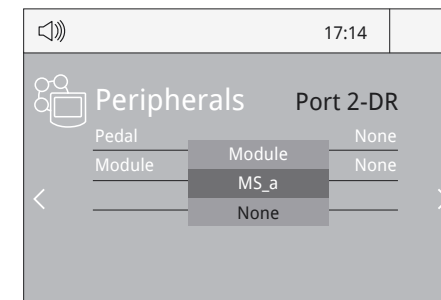 17:14
Peripherals Port 2-DR
Pedal None
Module None
Module
MS_a
None